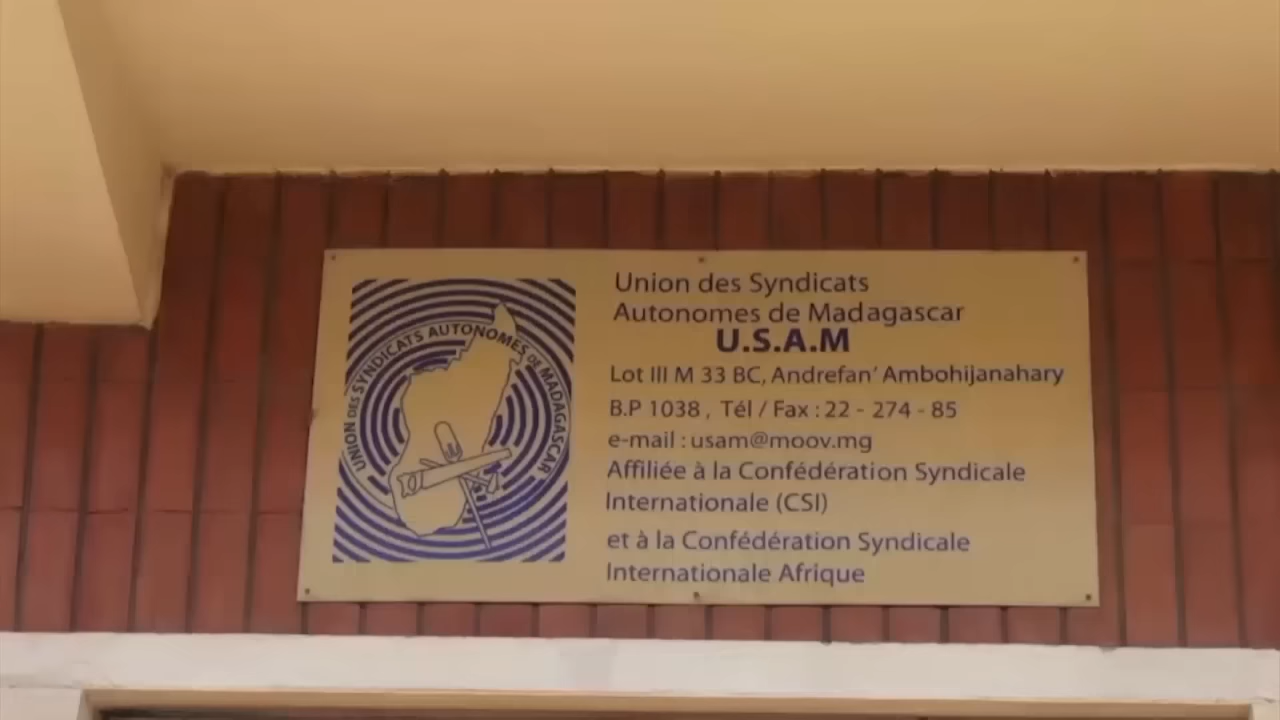 UNION DES SYNDICATS AUTONOMES DE MADAGASCAR
Union des Syndicats
Autonomes de Madagascar
U.S.A.M
Lot III M 33 BC, Andrefan' Ambohijanahary
B.P 1038 , Tél / Fax : 22 - 274 - 85
e-mail : usam@moov.mg
Affiliée à la Confédération Syndicale
Internationale (CSI)
et à la Confédération Syndicale
Internationale Afrique